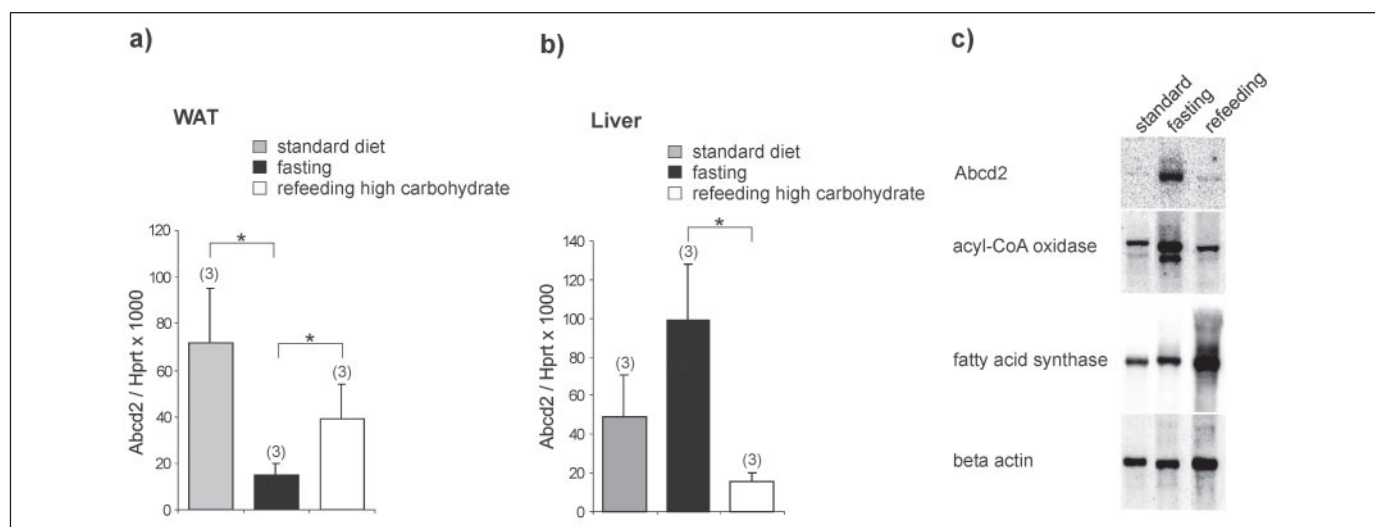 a)
WAT
standard diet
fasting
refeeding high carbohydrate
Abcd2 / Hprt x 1000
120
100
80
60
40
20
0
*
*
(3)
(3)
(3)
b)
Liver
standard diet
fasting
refeeding high carbohydrate
Abcd2 / Hprt x 1000
140
120
100
80
60
40
20
0
*
(3)
(3)
(3)
c)
standard
fasting
refeeding
Abcd2
acyl-CoA oxidase
fatty acid synthase
beta actin